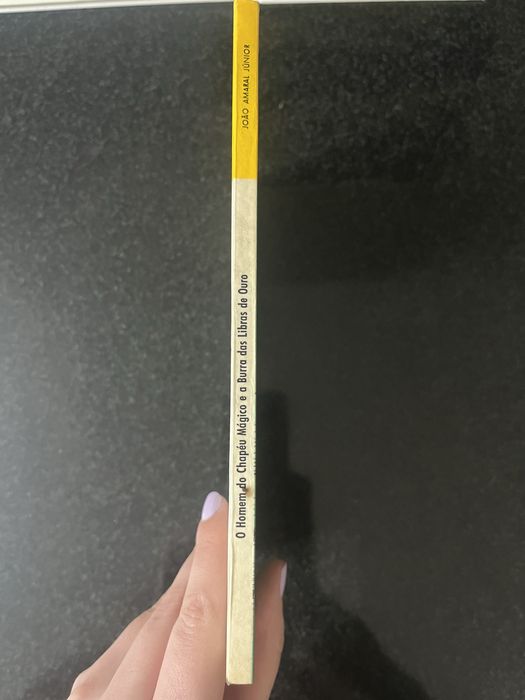 JOÃO AMARAL JÚNIOR
O Homem do Chapéu Mágico e a Burra das Libras de Ouro